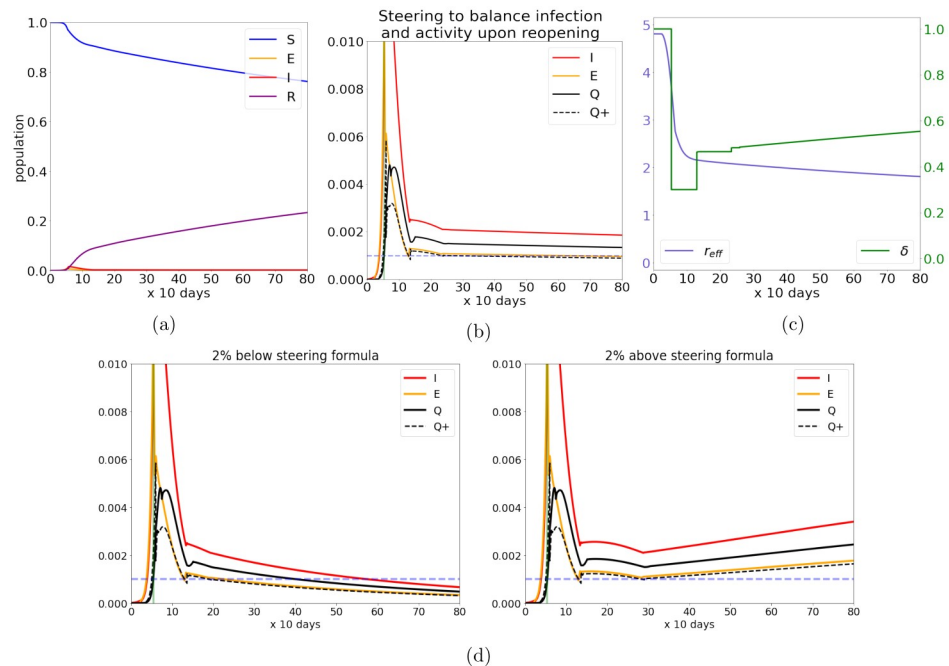 1.0
0.8
0.6
0.4
0.2
0.0
population
S
E
I
R
0 10 20 30 40 50 60 70 80
x 10 days
(a)
Steering to balance infection
and activity upon reopening
0.010
0.008
0.006
0.004
0.002
0.000
I
E
Q
Q+
0 10 20 30 40 50 60 70 80
x 10 days
(b)
5
4
3
2
1
0
1.0
0.8
0.6
0.4
0.2
0.0
r_eff
δ
0 10 20 30 40 50 60 70 80
x 10 days
(c)
2% below steering formula
0.010
0.008
0.006
0.004
0.002
0.000
I
E
Q
Q+
0 10 20 30 40 50 60 70 80
x 10 days
2% above steering formula
0.010
0.008
0.006
0.004
0.002
0.000
I
E
Q
Q+
0 10 20 30 40 50 60 70 80
x 10 days
(d)